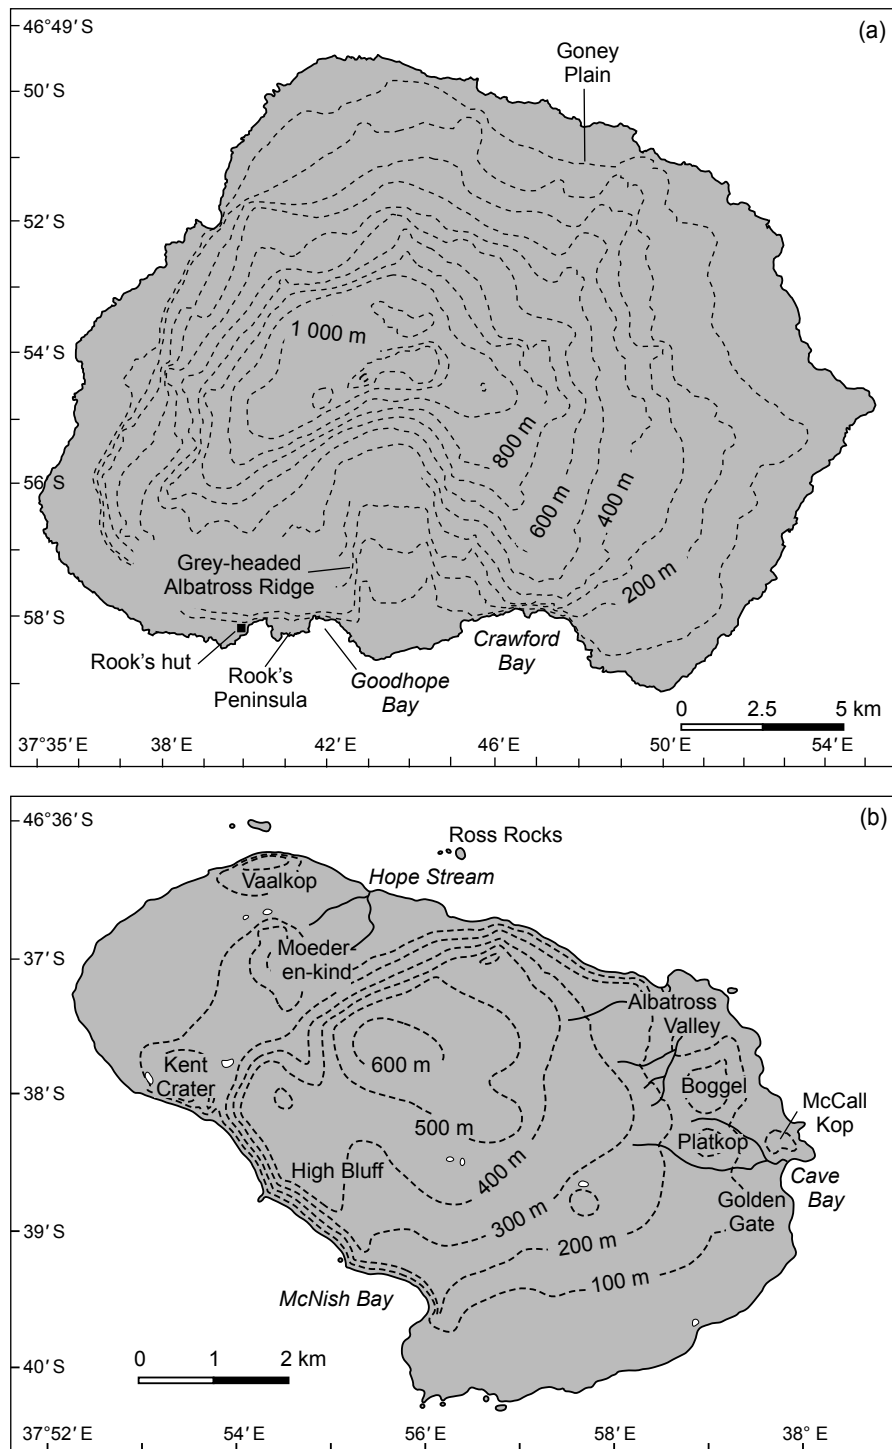 46°49′ S
(a)
Goney
Plain
50′ S
52′ S
1 000 m
54′ S
800 m
56′ S
600 m
400 m
Grey-headed
Albatross Ridge
200 m
58′ S
Crawford
Bay
Rook's hut
Rook's
Peninsula
Goodhope
Bay
0 2.5 5 km
37°35′ E 38′ E 42′ E 46′ E 50′ E 54′ E
46°36′ S
(b)
Ross Rocks
Vaalkop
Hope Stream
Moeder-
en-kind
37′ S
Albatross
Valley
Kent
Crater
600 m
Boggel
McCall
Kop
38′ S
500 m
Platkop
High Bluff
400 m
Cave
Bay
Golden
Gate
300 m
39′ S
200 m
100 m
McNish Bay
0 1 2 km
40′ S
37°52′ E 54′ E 56′ E 58′ E 38° E